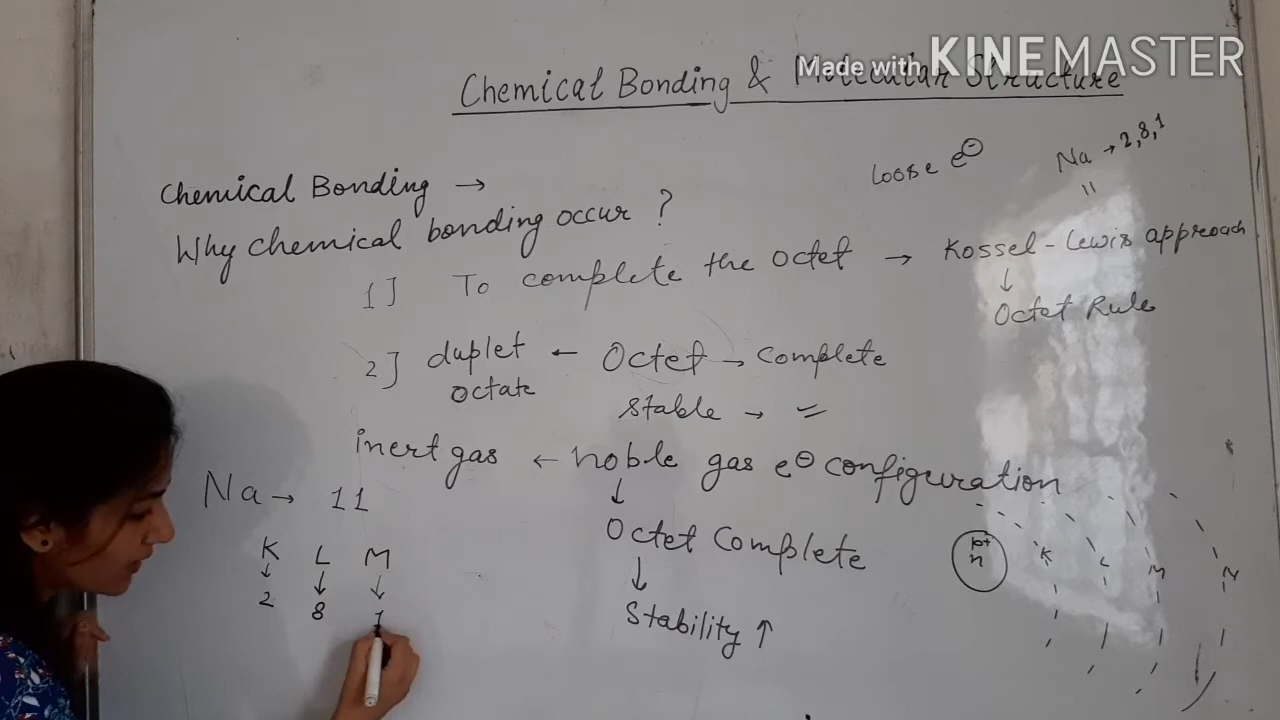 Made with KINEMASTER
Chemical Bonding & Molecular Structure
Loose e⊖ Na → 2,8,1
Chemical Bonding →
Why chemical bonding occur ?
1] To complete the octet → Kossel-Lewis approach
↓
Octet Rule
2] duplet ← Octet → Complete
octate
stable →
inert gas ← noble gas e⊖ configuration
Na → 11 ↓
Octet Complete
K L M
↓ ↓ ↓ ↓
2 8 1
Stability ↑
n K L M N